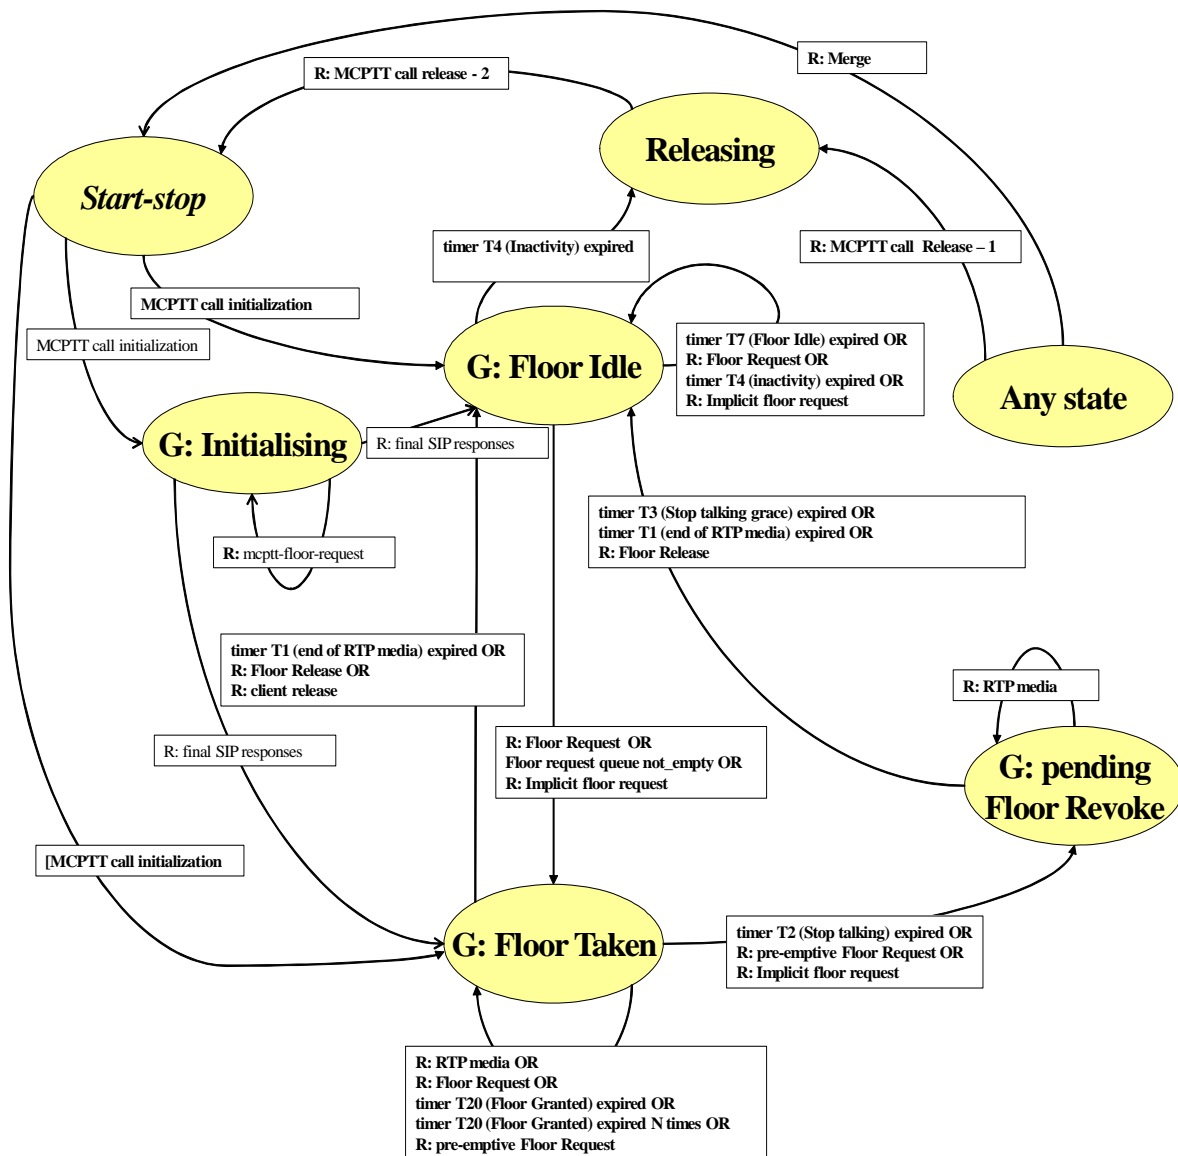 R: Merge
R: MCPTT call release - 2
Releasing
Start-stop
timer T4 (Inactivity) expired
R: MCPTT call Release – 1
MCPTT call initialization
MCPTT call initialization
G: Floor Idle
timer T7 (Floor Idle) expired OR
R: Floor Request OR
timer T4 (inactivity) expired OR
R: Implicit floor request
Any state
G: Initialising
R: final SIP responses
R: mcptt-floor-request
timer T3 (Stop talking grace) expired OR
timer T1 (end of RTP media) expired OR
R: Floor Release
timer T1 (end of RTP media) expired OR
R: Floor Release OR
R: client release
R: RTP media
R: final SIP responses
R: Floor Request OR
Floor request queue not_empty OR
R: Implicit floor request
G: pending
Floor Revoke
[MCPTT call initialization
G: Floor Taken
timer T2 (Stop talking) expired OR
R: pre-emptive Floor Request OR
R: Implicit floor request
R: RTP media OR
R: Floor Request OR
timer T20 (Floor Granted) expired OR
timer T20 (Floor Granted) expired N times OR
R: pre-emptive Floor Request